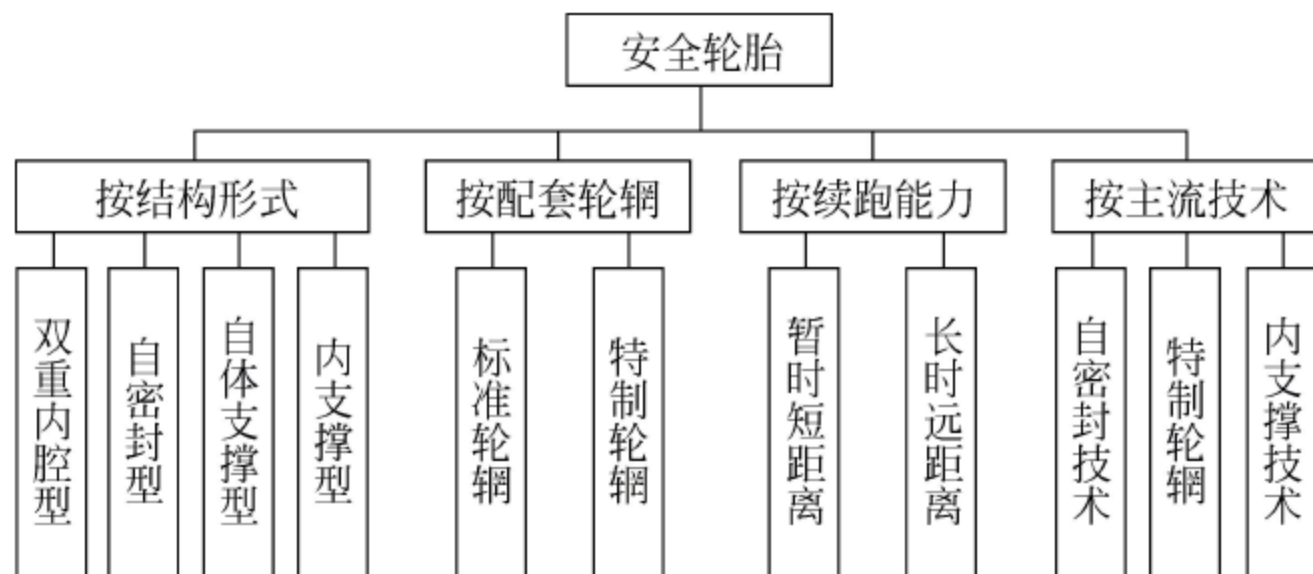 安全轮胎
按结构形式
按配套轮辋
按续跑能力
按主流技术
双重内腔型
自密封型
自体支撑型
内支撑型
标准轮辋
特制轮辋
暂时短距离
长时远距离
自密封技术
特制轮辋
内支撑技术